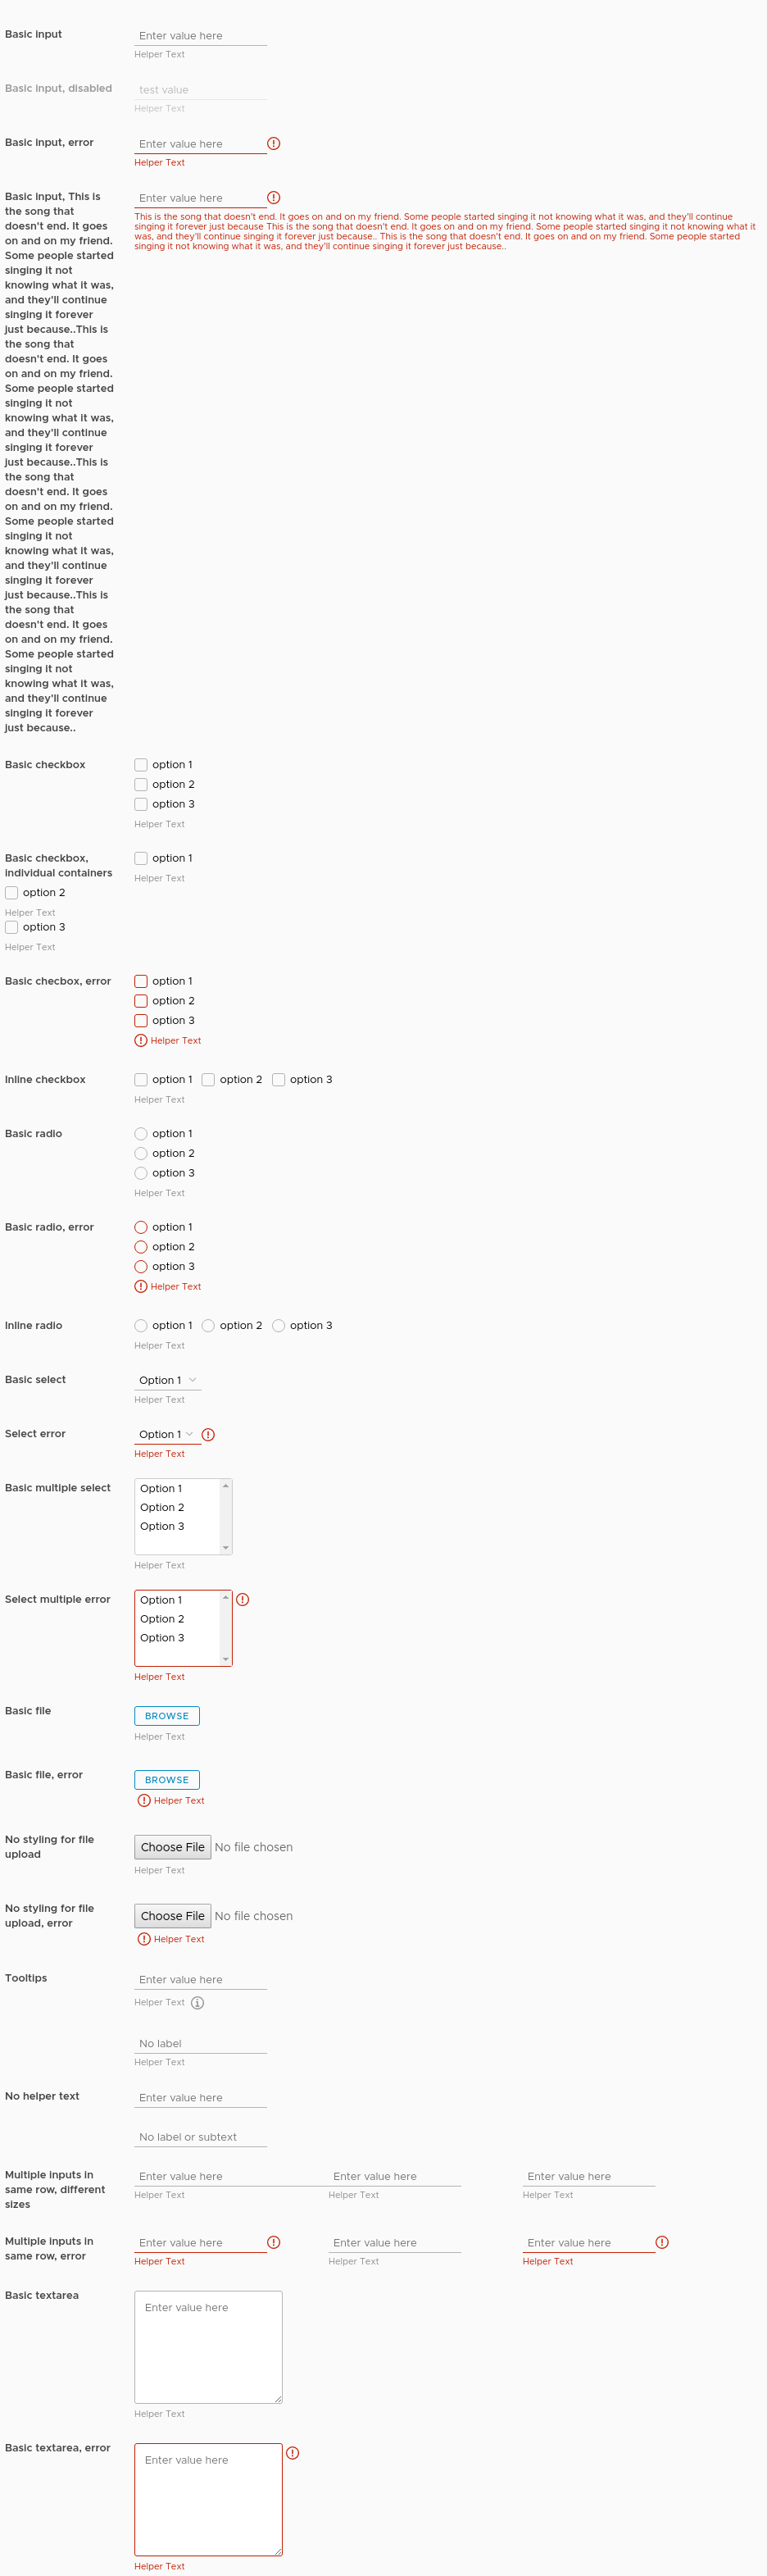 Basic input
Enter value here
Helper Text
Basic input, disabled
test value
Helper Text
Basic input, error
Enter value here
Helper Text
Basic input, This is
the song that
doesn't end. It goes
on and on my friend.
Some people started
singing it not
knowing what it was,
and they'll continue
singing it forever
just because..This is
the song that
doesn't end. It goes
on and on my friend.
Some people started
singing it not
knowing what it was,
and they'll continue
singing it forever
just because..This is
the song that
doesn't end. It goes
on and on my friend.
Some people started
singing it not
knowing what it was,
and they'll continue
singing it forever
just because..This is
the song that
doesn't end. It goes
on and on my friend.
Some people started
singing it not
knowing what it was,
and they'll continue
singing it forever
just because..
Enter value here
This is the song that doesn't end. It goes on and on my friend. Some people started singing it not knowing what it was, and they'll continue
singing it forever just because This is the song that doesn't end. It goes on and on my friend. Some people started singing it not knowing what it
was, and they'll continue singing it forever just because.. This is the song that doesn't end. It goes on and on my friend. Some people started
singing it not knowing what it was, and they'll continue singing it forever just because..
Basic checkbox
option 1
option 2
option 3
Helper Text
Basic checkbox,
individual containers
option 1
Helper Text
option 2
Helper Text
option 3
Helper Text
Basic checbox, error
option 1
option 2
option 3
Helper Text
Inline checkbox
option 1 option 2 option 3
Helper Text
Basic radio
option 1
option 2
option 3
Helper Text
Basic radio, error
option 1
option 2
option 3
Helper Text
Inline radio
option 1 option 2 option 3
Helper Text
Basic select
Option 1
Helper Text
Select error
Option 1
Helper Text
Basic multiple select
Option 1
Option 2
Option 3
Helper Text
Select multiple error
Option 1
Option 2
Option 3
Helper Text
Basic file
BROWSE
Helper Text
Basic file, error
BROWSE
Helper Text
No styling for file
upload
Choose File No file chosen
Helper Text
No styling for file
upload, error
Choose File No file chosen
Helper Text
Tooltips
Enter value here
Helper Text
No label
Helper Text
No helper text
Enter value here
No label or subtext
Multiple inputs in
same row, different
sizes
Enter value here Enter value here Enter value here
Helper Text Helper Text Helper Text
Multiple inputs in
same row, error
Enter value here Enter value here Enter value here
Helper Text Helper Text Helper Text
Basic textarea
Enter value here
Helper Text
Basic textarea, error
Enter value here
Helper Text